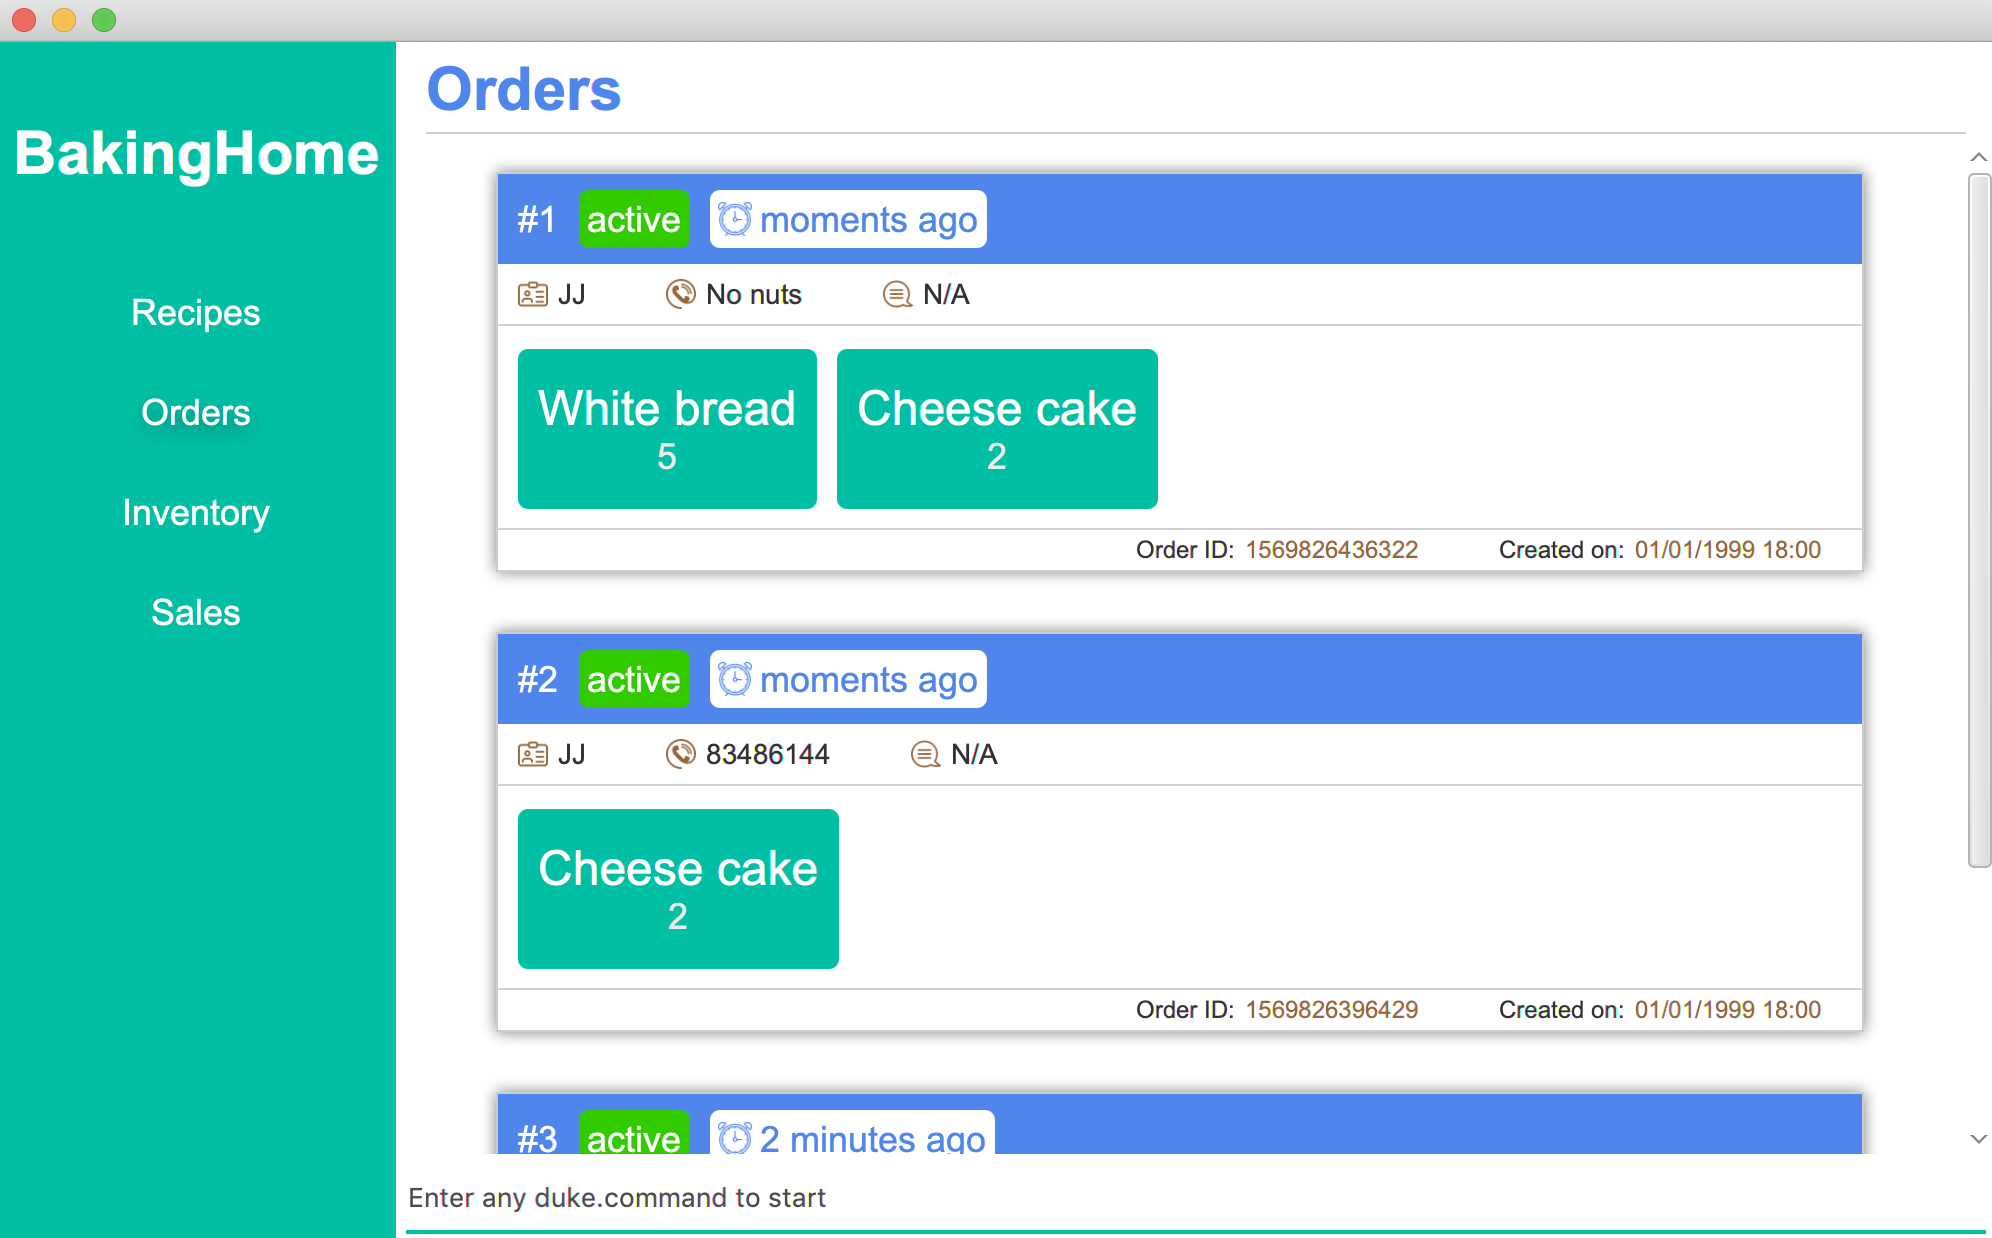 BakingHome
Recipes
Orders
Inventory
Sales
Orders
#1 active moments ago
JJ No nuts N/A
White bread
5
Cheese cake
2
Order ID: 1569826436322 Created on: 01/01/1999 18:00
#2 active moments ago
JJ 83486144 N/A
Cheese cake
2
Order ID: 1569826396429 Created on: 01/01/1999 18:00
#3 active 2 minutes ago
Enter any duke.command to start